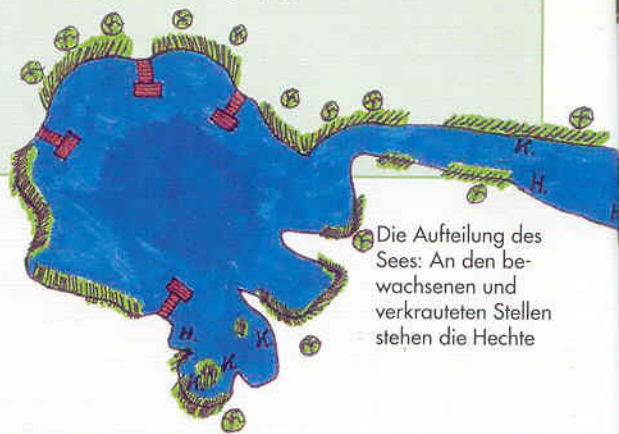 K.
H.
H
Die Aufteilung des
Sees: An den be-
wachsenen und
verkrauteten Stellen
stehen die Hechte
H.
K.
K.
H.